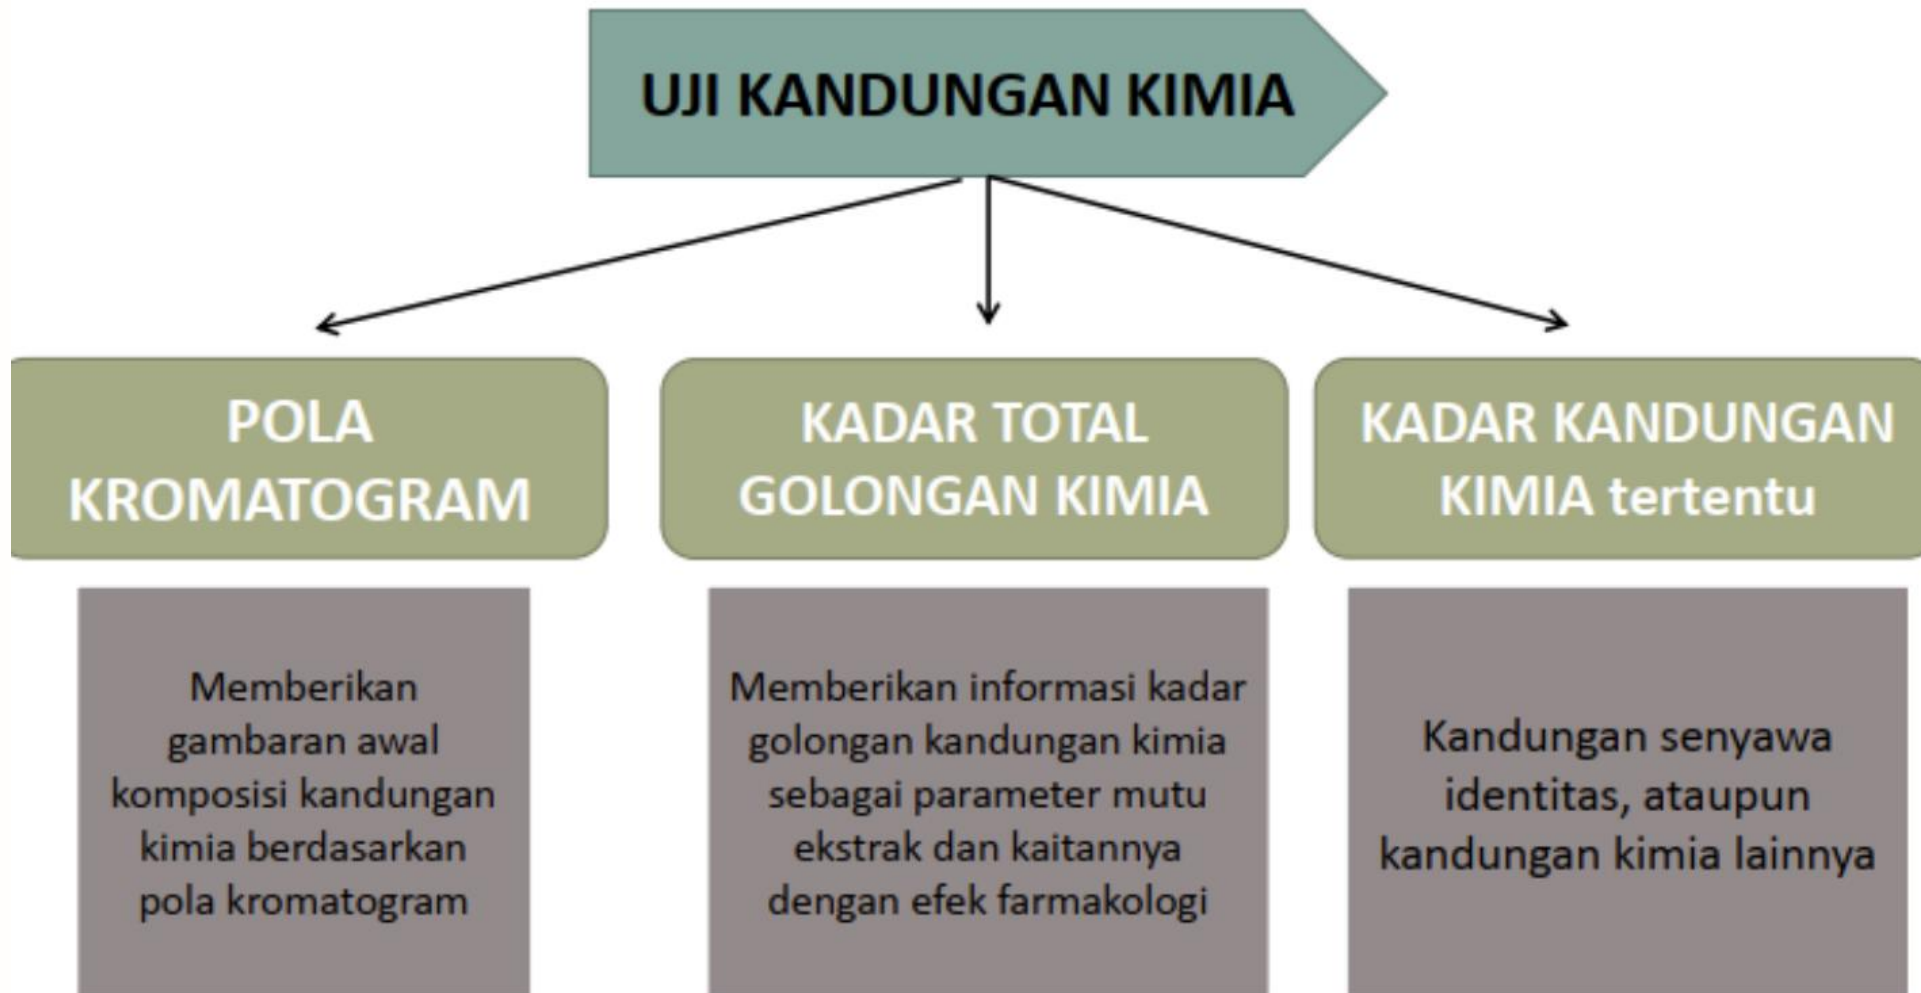 UJI KANDUNGAN KIMIA
POLA
KROMATOGRAM
Memberikan
gambaran awal
komposisi kandungan
kimia berdasarkan
pola kromatogram
KADAR TOTAL
GOLONGAN KIMIA
Memberikan informasi kadar
golongan kandungan kimia
sebagai parameter mutu
ekstrak dan kaitannya
dengan efek farmakologi
KADAR KANDUNGAN
KIMIA tertentu
Kandungan senyawa
identitas, ataupun
kandungan kimia lainnya